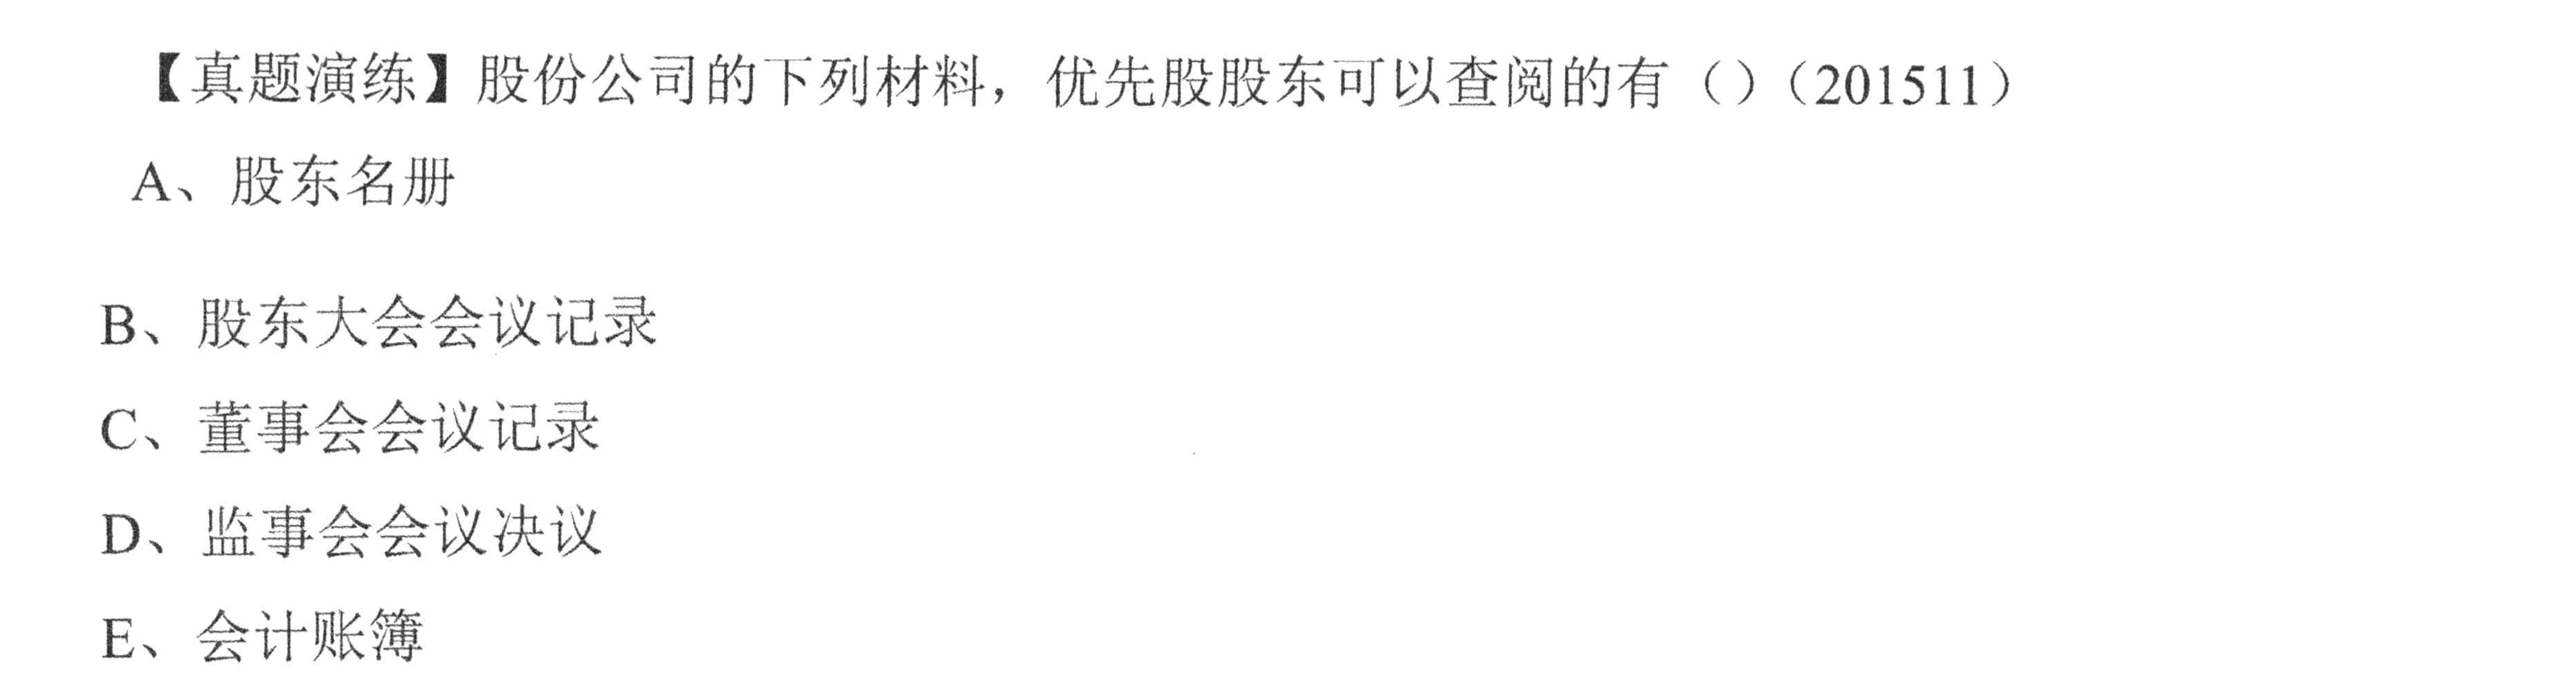 【真题演练】股份公司的下列材料，优先股股东可以查阅的有（）（201511）
A、股东名册
B、股东大会会议记录
C、董事会会议记录
D、监事会会议决议
E、会计账簿